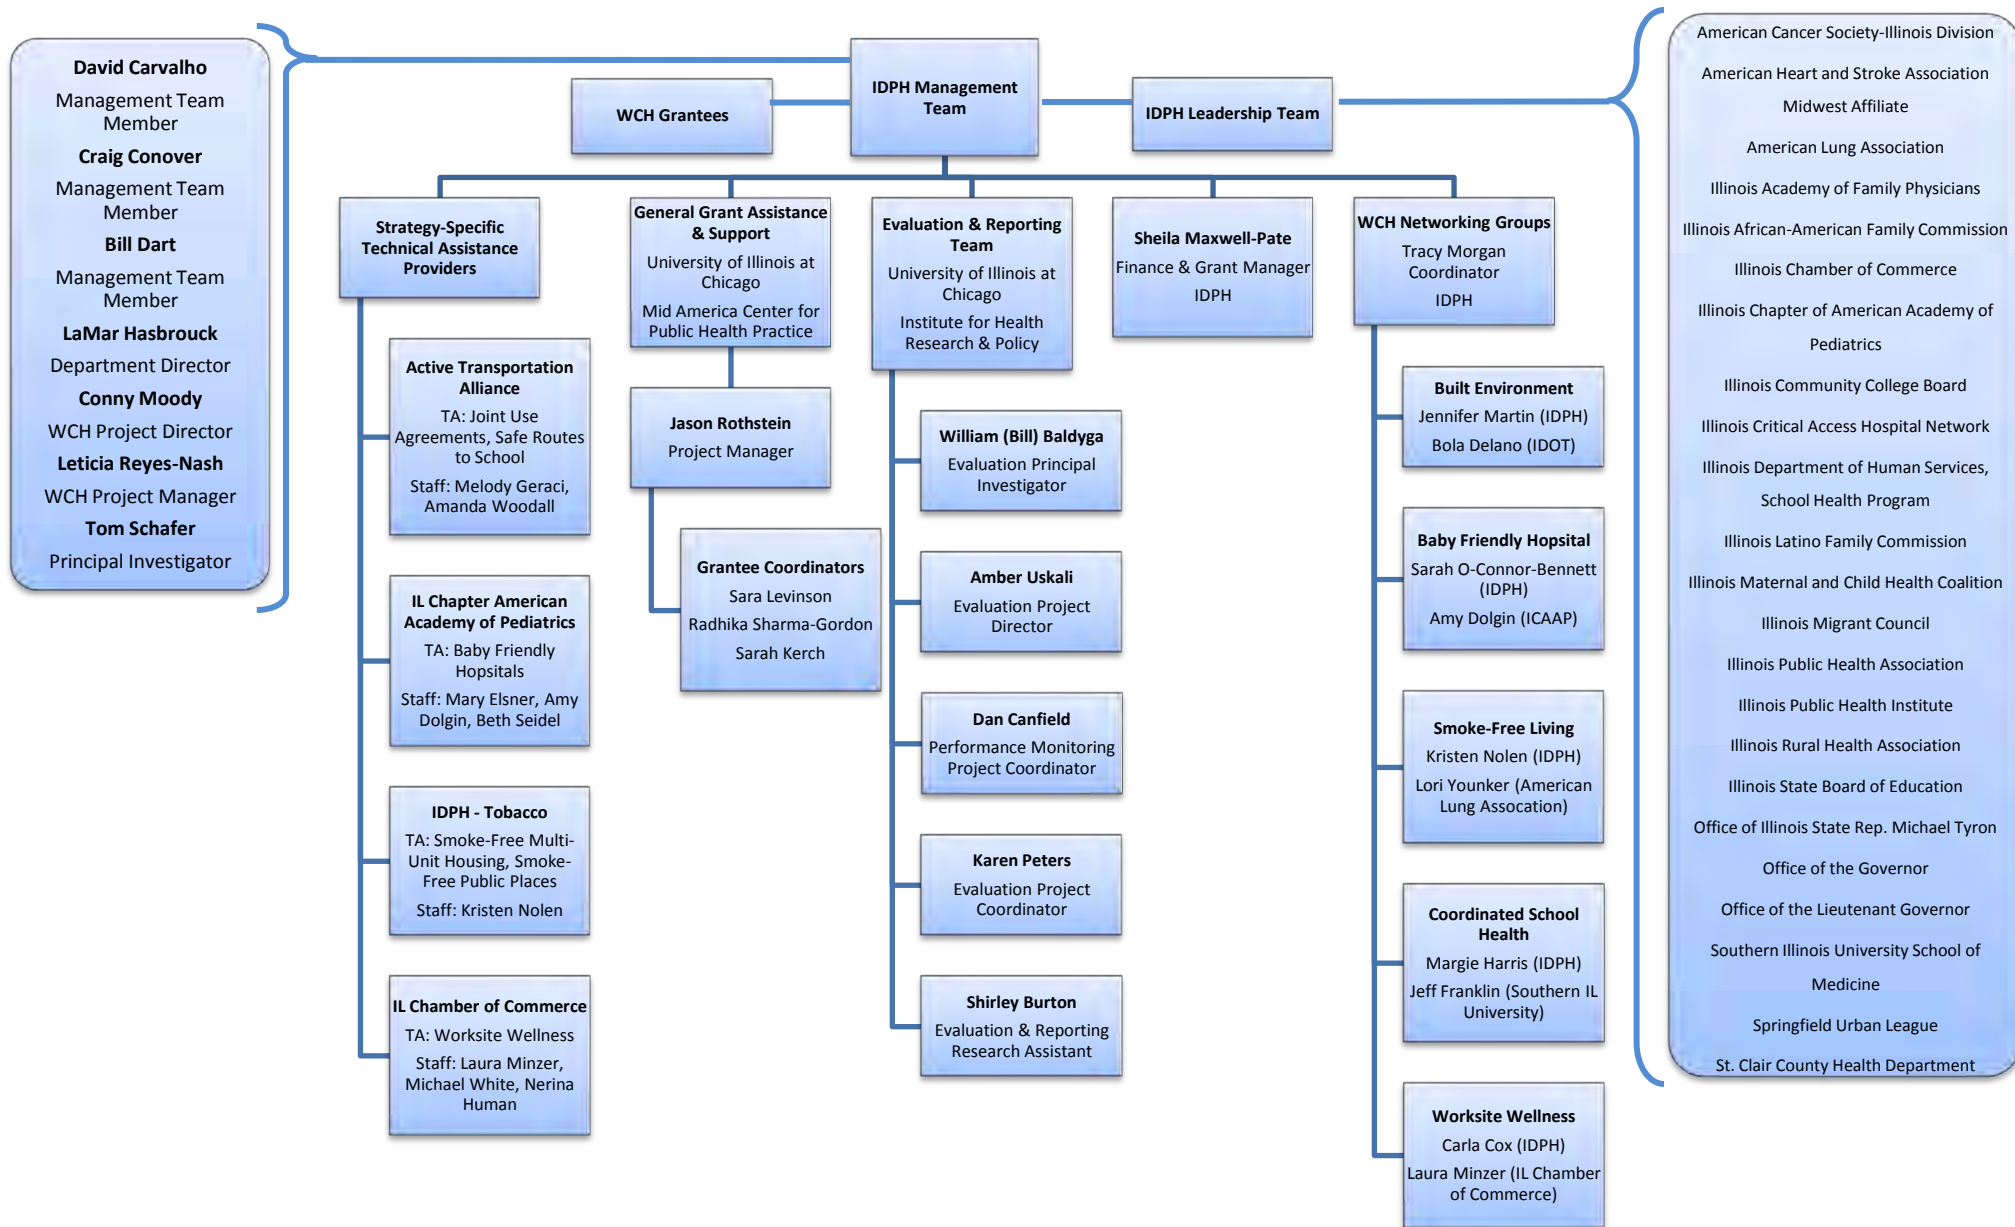 David Carvalho
Management Team
Member
Craig Conover
Management Team
Member
Bill Dart
Management Team
Member
LaMar Hasbrouck
Department Director
Conny Moody
WCH Project Director
Leticia Reyes-Nash
WCH Project Manager
Tom Schafer
Principal Investigator
WCH Grantees
IDPH Management
Team
IDPH Leadership Team
Strategy-Specific
Technical Assistance
Providers
Active Transportation
Alliance
TA: Joint Use
Agreements, Safe Routes
to School
Staff: Melody Geraci,
Amanda Woodall
IL Chapter American
Academy of Pediatrics
TA: Baby Friendly
Hopsitals
Staff: Mary Elsner, Amy
Dolgin, Beth Seidel
IDPH - Tobacco
TA: Smoke-Free Multi-
Unit Housing, Smoke-
Free Public Places
Staff: Kristen Nolen
IL Chamber of Commerce
TA: Worksite Wellness
Staff: Laura Minzer,
Michael White, Nerina
Human
General Grant Assistance
& Support
University of Illinois at
Chicago
Mid America Center for
Public Health Practice
Jason Rothstein
Project Manager
Grantee Coordinators
Sara Levinson
Radhika Sharma-Gordon
Sarah Kerch
Evaluation & Reporting
Team
University of Illinois at
Chicago
Institute for Health
Research & Policy
William (Bill) Baldyga
Evaluation Principal
Investigator
Amber Uskali
Evaluation Project
Director
Dan Canfield
Performance Monitoring
Project Coordinator
Karen Peters
Evaluation Project
Coordinator
Shirley Burton
Evaluation & Reporting
Research Assistant
Sheila Maxwell-Pate
Finance & Grant Manager
IDPH
WCH Networking Groups
Tracy Morgan
Coordinator
IDPH
Built Environment
Jennifer Martin (IDPH)
Bola Delano (IDOT)
Baby Friendly Hopsital
Sarah O-Connor-Bennett
(IDPH)
Amy Dolgin (ICAAP)
Smoke-Free Living
Kristen Nolen (IDPH)
Lori Younker (American
Lung Assocation)
Coordinated School
Health
Margie Harris (IDPH)
Jeff Franklin (Southern IL
University)
Worksite Wellness
Carla Cox (IDPH)
Laura Minzer (IL Chamber
of Commerce)
American Cancer Society-Illinois Division
American Heart and Stroke Association
Midwest Affiliate
American Lung Association
Illinois Academy of Family Physicians
Illinois African-American Family Commission
Illinois Chamber of Commerce
Illinois Chapter of American Academy of
Pediatrics
Illinois Community College Board
Illinois Critical Access Hospital Network
Illinois Department of Human Services,
School Health Program
Illinois Latino Family Commission
Illinois Maternal and Child Health Coalition
Illinois Migrant Council
Illinois Public Health Association
Illinois Public Health Institute
Illinois Rural Health Association
Illinois State Board of Education
Office of Illinois State Rep. Michael Tyron
Office of the Governor
Office of the Lieutenant Governor
Southern Illinois University School of
Medicine
Springfield Urban League
St. Clair County Health Department